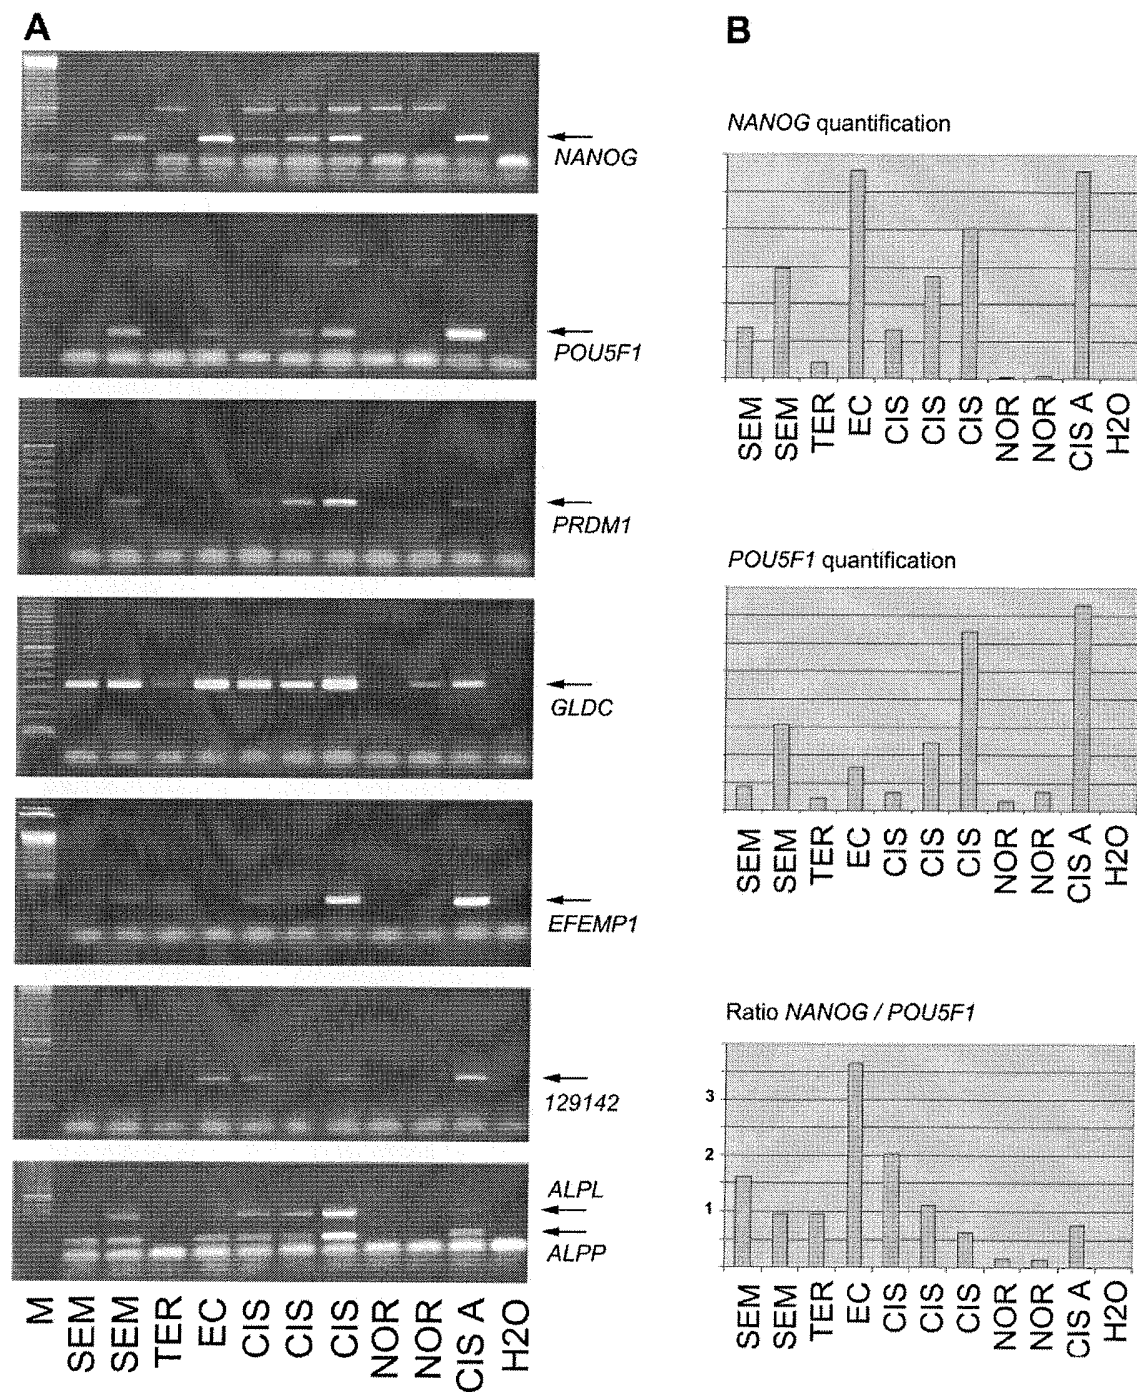 A
NANOG
POU5F1
PRDM1
GLDC
EFEMP1
129142
ALPL
ALPP
M SEM SEM TER EC CIS CIS CIS NOR NOR CIS A H2O
B
NANOG quantification
SEM SEM TER EC CIS CIS CIS NOR NOR CIS A H2O
POU5F1 quantification
SEM SEM TER EC CIS CIS CIS NOR NOR CIS A H2O
Ratio NANOG / POU5F1
3
2
1
SEM SEM TER EC CIS CIS CIS NOR NOR CIS A H2O